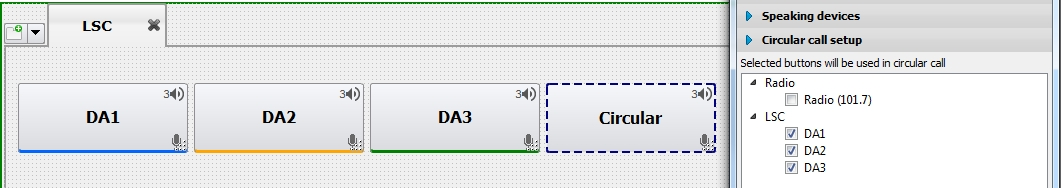 LSC
3 3 3 3
DA1 DA2 DA3 Circular
Speaking devices
Circular call setup
Selected buttons will be used in circular call
Radio
Radio (101.7)
LSC
DA1
DA2
DA3